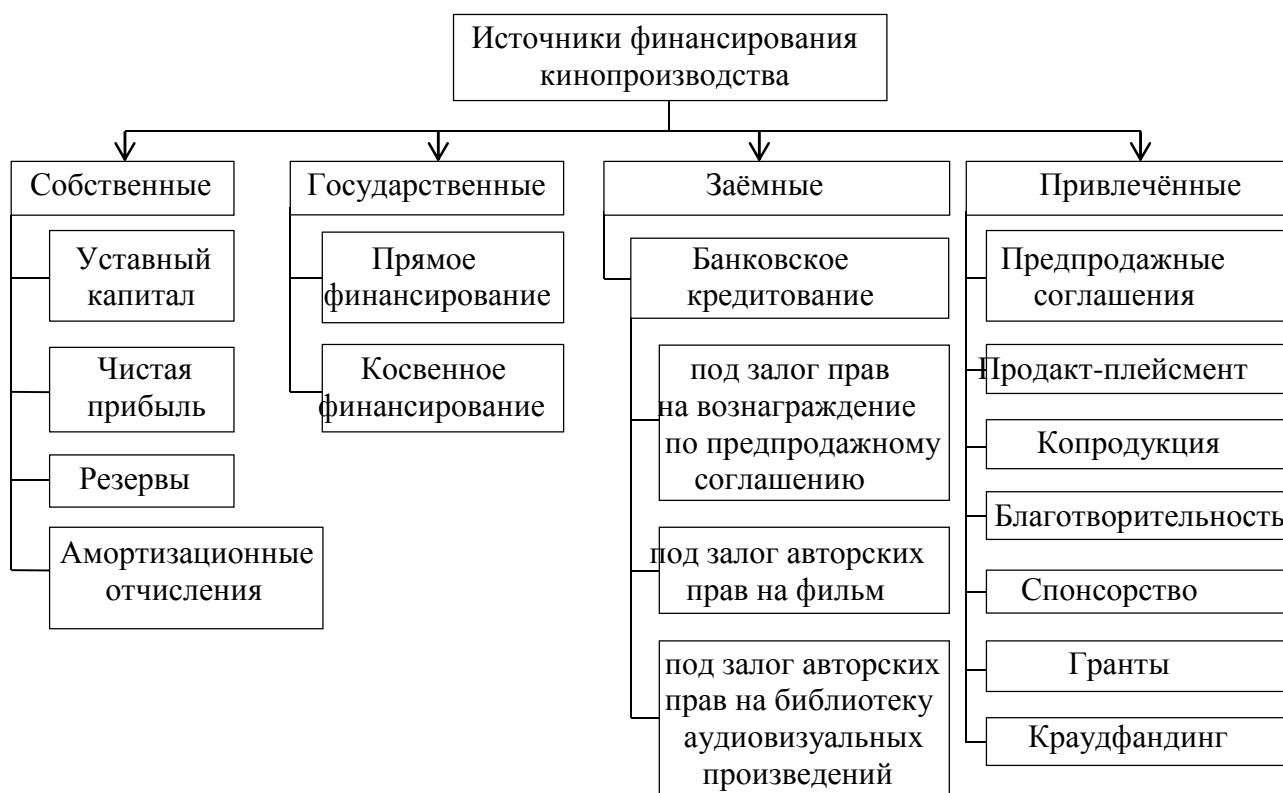 Источники финансирования
кинопроизводства
Собственные
Уставный
капитал
Чистая
прибыль
Резервы
Амортизационные
отчисления
Государственные
Прямое
финансирование
Косвенное
финансирование
Заёмные
Банковское
кредитование
под залог прав
на вознаграждение
по предпродажному
соглашению
под залог авторских
прав на фильм
под залог авторских
прав на библиотеку
аудиовизуальных
произведений
Привлечённые
Предпродажные
соглашения
Продакт-плейсмент
Копродукция
Благотворительность
Спонсорство
Гранты
Краудфандинг